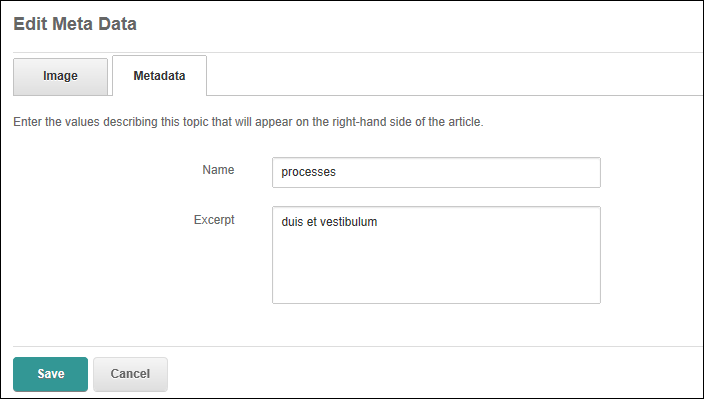 Edit Meta Data
Image
Metadata
Enter the values describing this topic that will appear on the right-hand side of the article.
Name
processes
Excerpt
duis et vestibulum
Save
Cancel